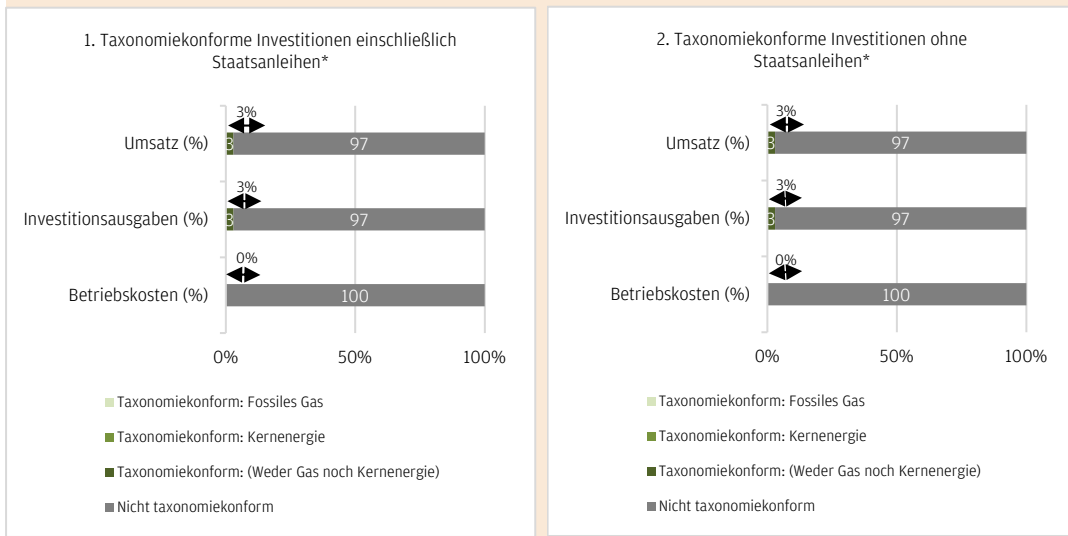 1. Taxonomiekonforme Investitionen einschließlich
Staatsanleihen*
3%
Umsatz (%)
3 97
3%
Investitionsausgaben (%)
3 97
0%
Betriebskosten (%)
100
0% 50% 100%
Taxonomiekonform: Fossiles Gas
Taxonomiekonform: Kernenergie
Taxonomiekonform: (Weder Gas noch Kernenergie)
Nicht taxonomiekonform
2. Taxonomiekonforme Investitionen ohne
Staatsanleihen*
3%
Umsatz (%)
3 97
3%
Investitionsausgaben (%)
3 97
0%
Betriebskosten (%)
100
0% 50% 100%
Taxonomiekonform: Fossiles Gas
Taxonomiekonform: Kernenergie
Taxonomiekonform: (Weder Gas noch Kernenergie)
Nicht taxonomiekonform